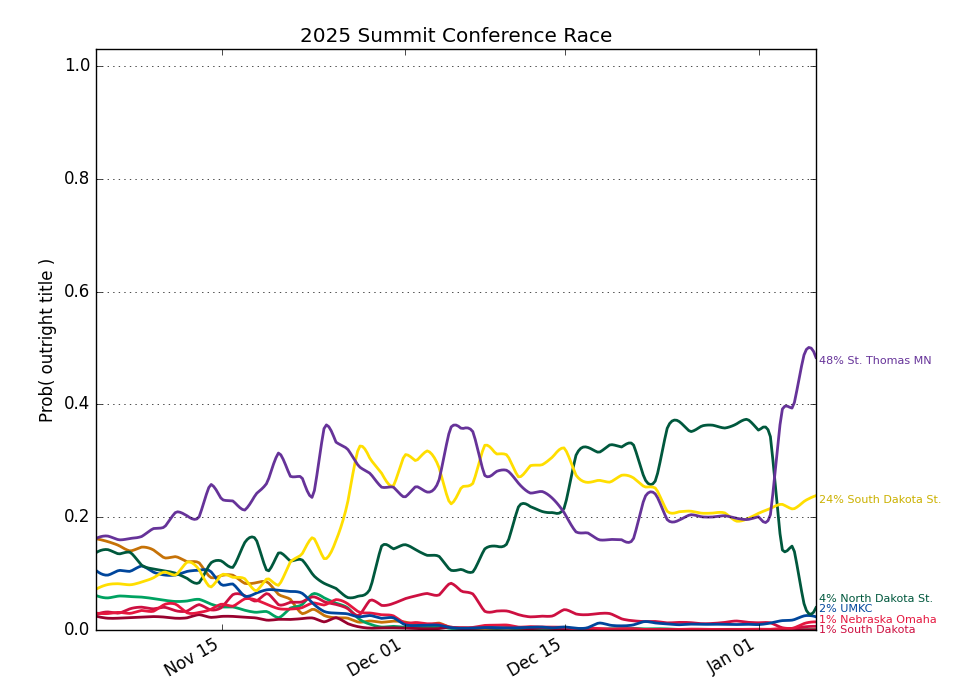 2025 Summit Conference Race
Prob( outright title )
1.0
0.8
0.6
0.4
0.2
0.0
Nov 15
Dec 01
Dec 15
Jan 01
48% St. Thomas MN
24% South Dakota St.
4% North Dakota St.
2% UMKC
1% Nebraska Omaha
1% South Dakota